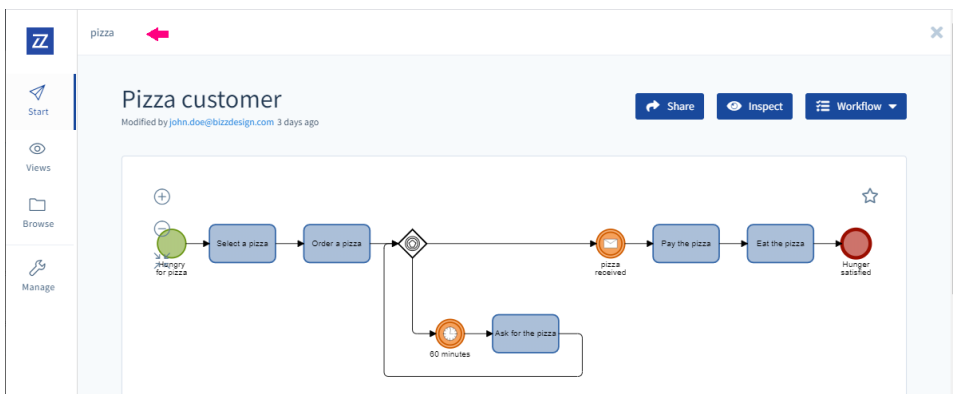 ZZ
pizza
Start
Views
Browse
Manage
Pizza customer
Modified by john.doe@bizzdesign.com 3 days ago
Share
Inspect
Workflow
Hungry
for pizza
Select a pizza
Order a pizza
pizza
received
Pay the pizza
Eat the pizza
Hunger
satisfied
60 minutes
Ask for the pizza